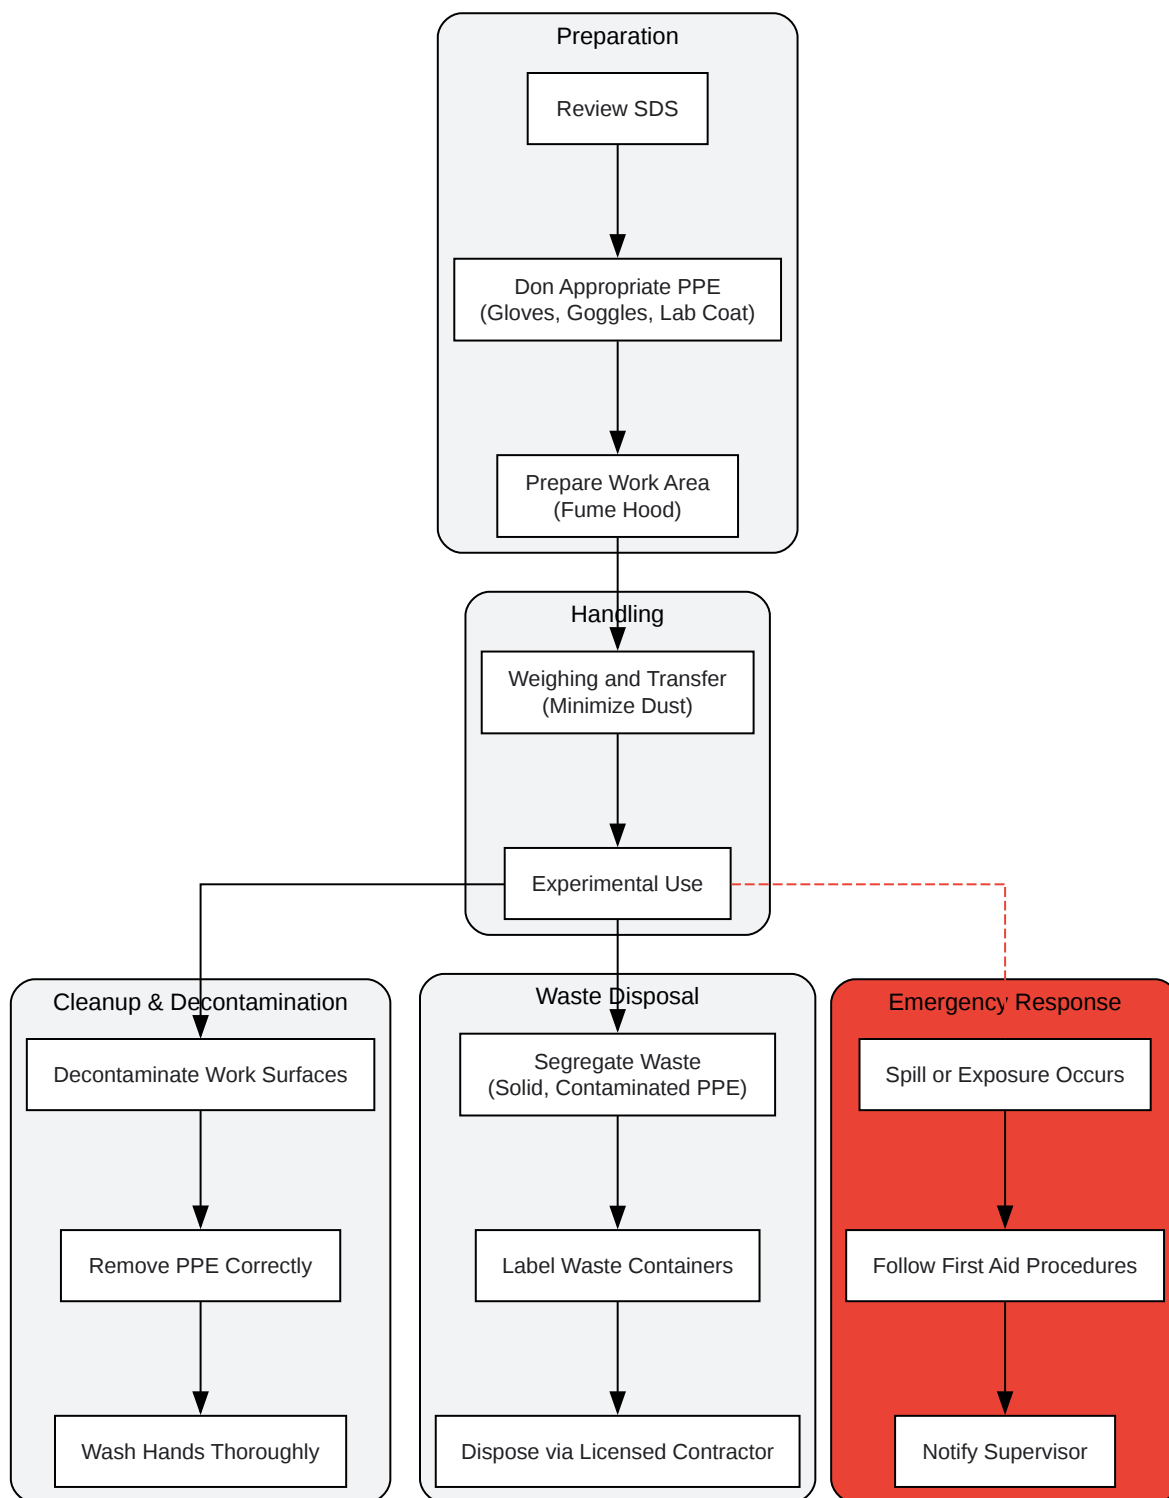 Preparation
Review SDS
Don Appropriate PPE
(Gloves, Goggles, Lab Coat)
Prepare Work Area
(Fume Hood)
Handling
Weighing and Transfer
(Minimize Dust)
Experimental Use
Cleanup & Decontamination
Decontaminate Work Surfaces
Remove PPE Correctly
Wash Hands Thoroughly
Waste Disposal
Segregate Waste
(Solid, Contaminated PPE)
Label Waste Containers
Dispose via Licensed Contractor
Emergency Response
Spill or Exposure Occurs
Follow First Aid Procedures
Notify Supervisor